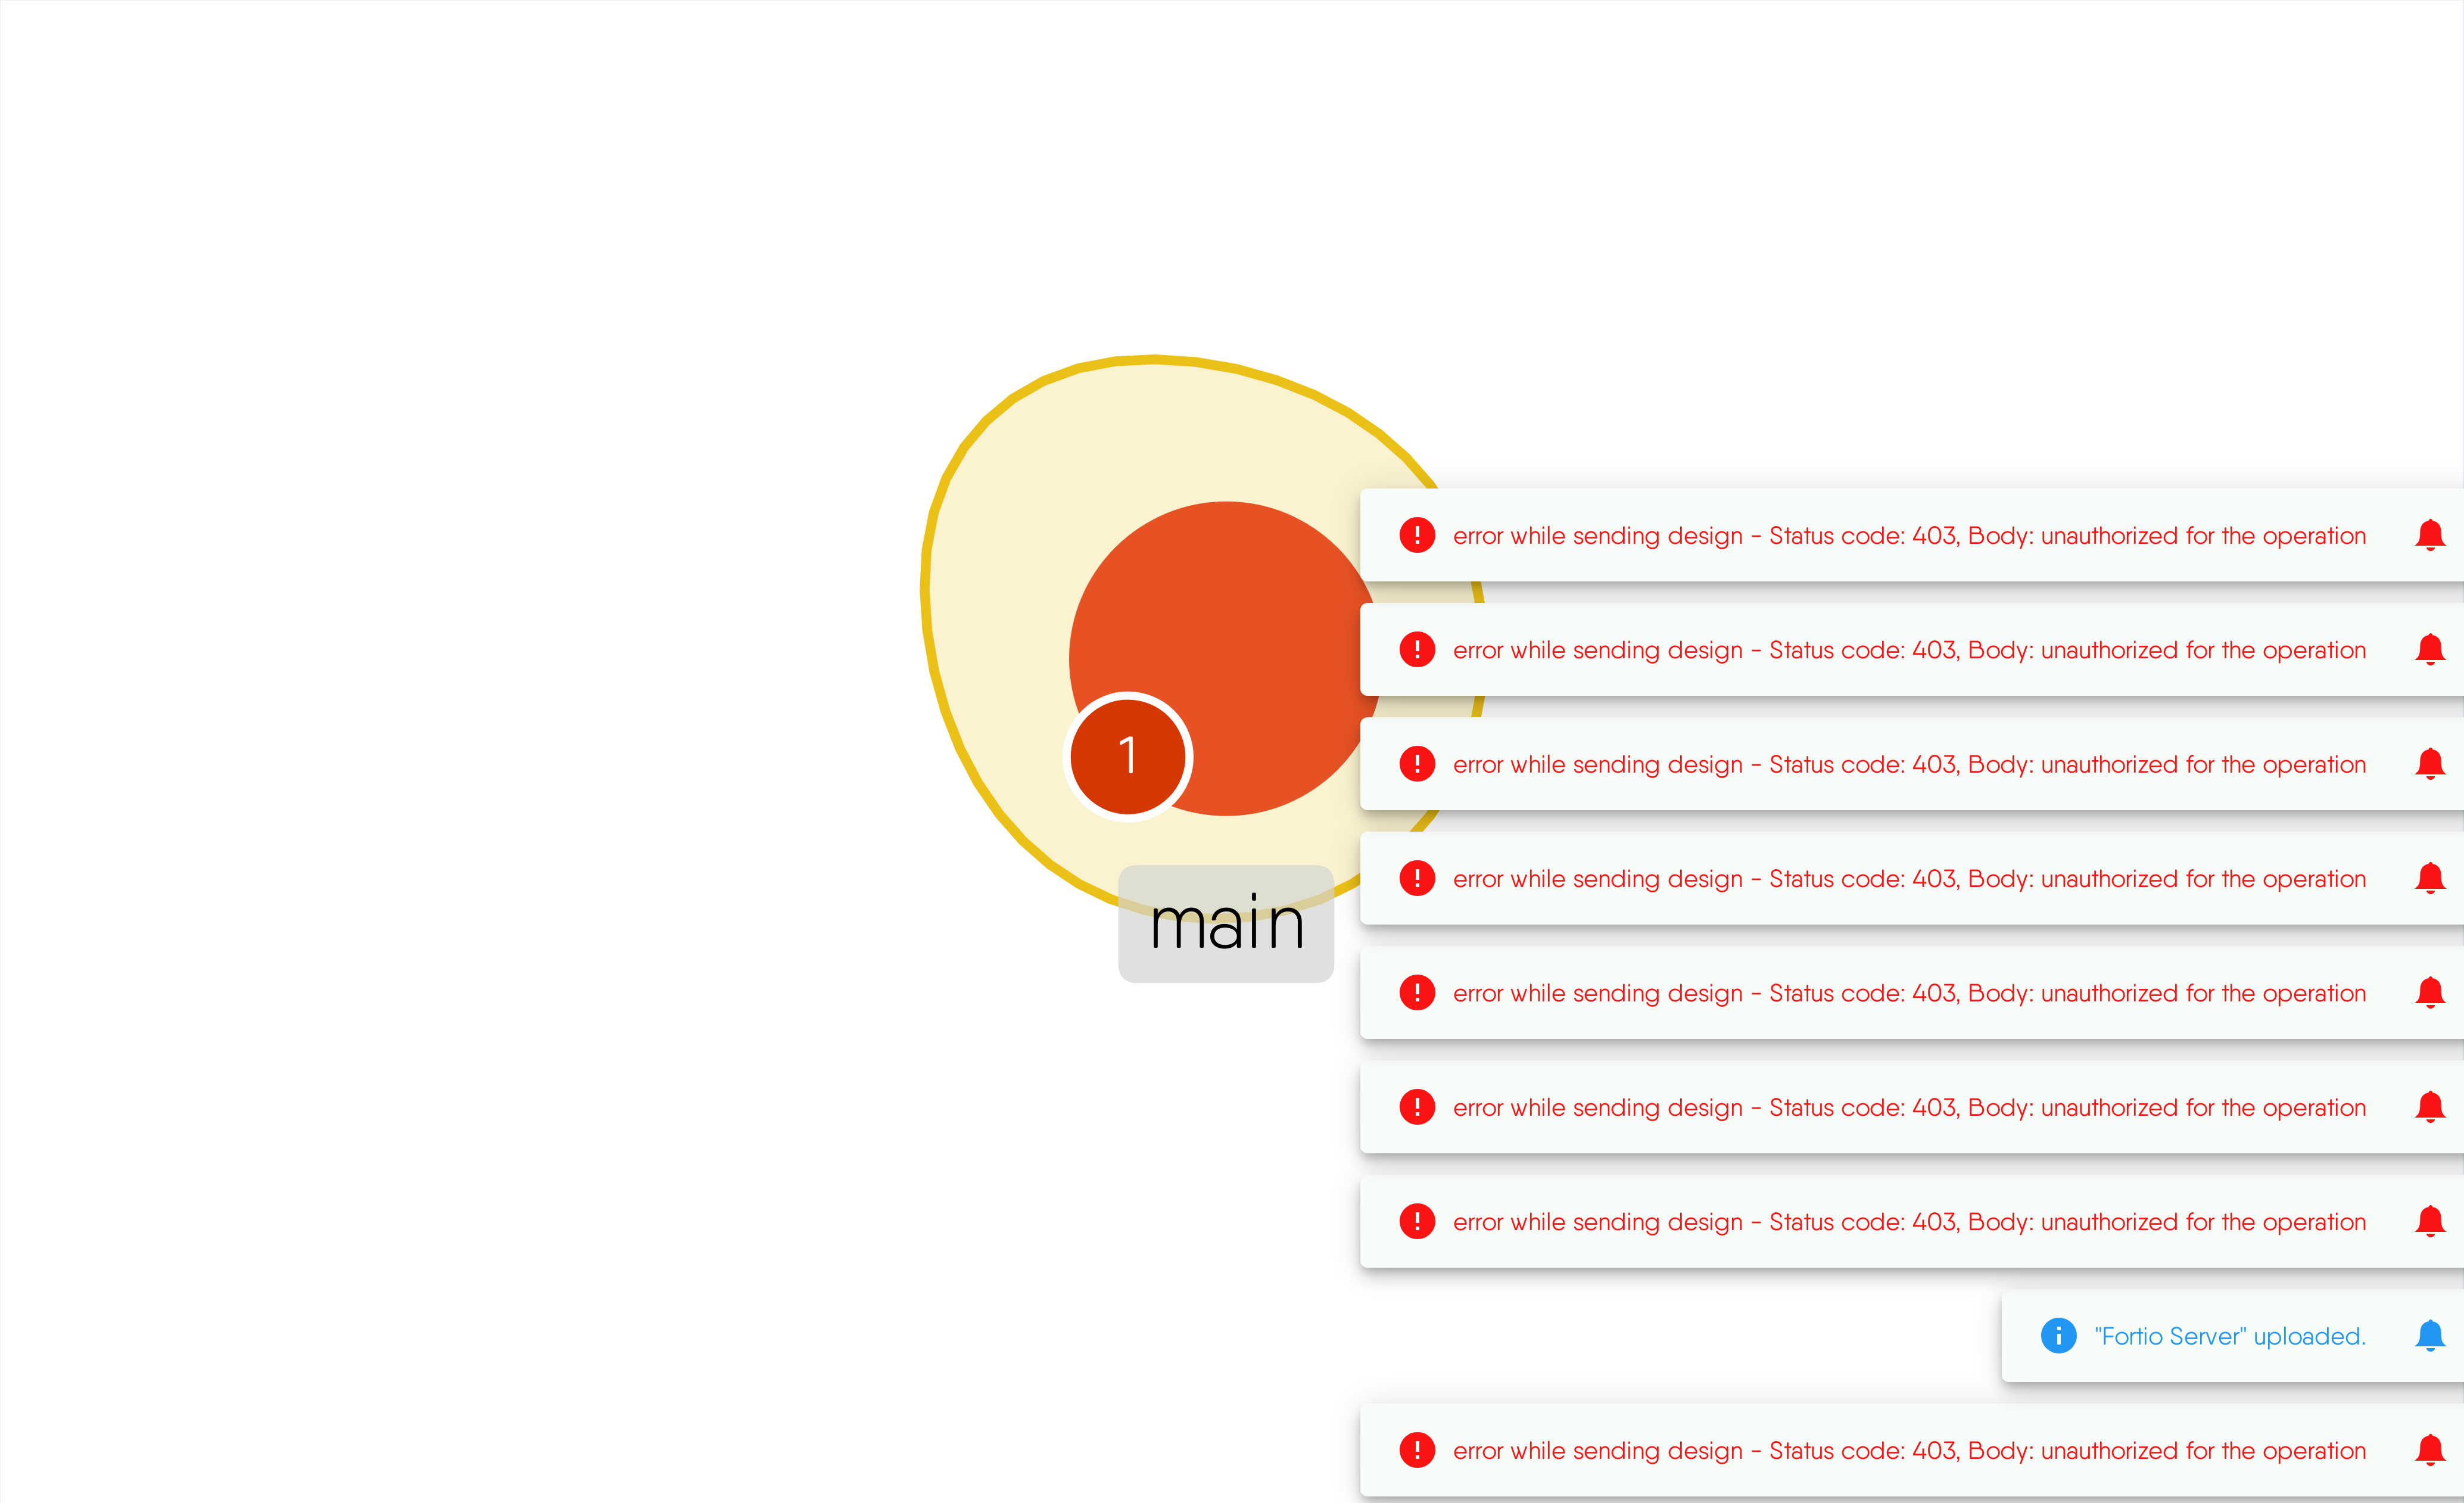 error while sending design - Status code: 403, Body: unauthorized for the operation
error while sending design - Status code: 403, Body: unauthorized for the operation
1
error while sending design - Status code: 403, Body: unauthorized for the operation
error while sending design - Status code: 403, Body: unauthorized for the operation
main
error while sending design - Status code: 403, Body: unauthorized for the operation
error while sending design - Status code: 403, Body: unauthorized for the operation
error while sending design - Status code: 403, Body: unauthorized for the operation
"Fortio Server" uploaded.
error while sending design - Status code: 403, Body: unauthorized for the operation